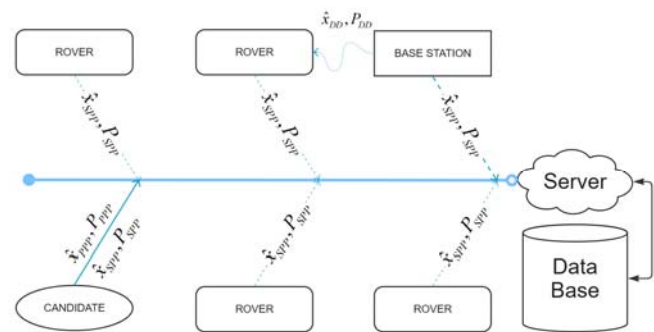 x̂_DD, P_DD
ROVER
ROVER
BASE STATION
x̂_SPP, P_SPP
x̂_SPP, P_SPP
x̂_SPP, P_SPP
Server
x̂_PPP, P_PPP
x̂_SPP, P_SPP
x̂_SPP, P_SPP
x̂_SPP, P_SPP
Data
Base
CANDIDATE
ROVER
ROVER